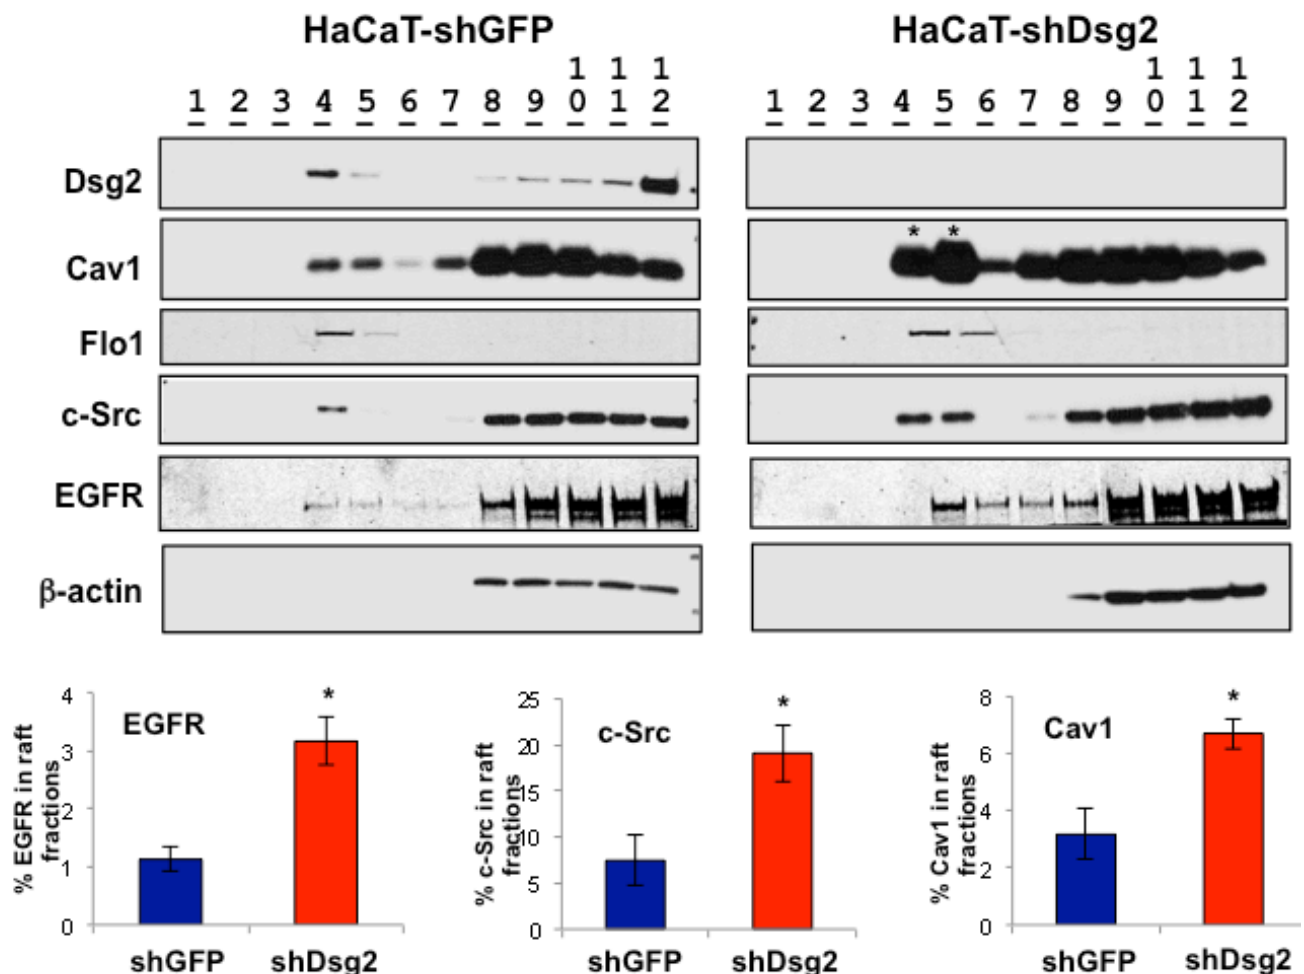 HaCaT-shGFP HaCaT-shDsg2
1 2 3 4 5 6 7 8 9 10 11 12 1 2 3 4 5 6 7 8 9 10 11 12
Dsg2
Cav1 * *
Flo1
c-Src
EGFR
β-actin
% EGFR in raft
fractions
4
3
2
1
0
EGFR
*
shGFP shDsg2
% c-Src in raft
fractions
25
20
15
10
5
0
c-Src
*
shGFP shDsg2
% Cav1 in raft
fractions
8
6
4
2
0
Cav1
*
shGFP shDsg2